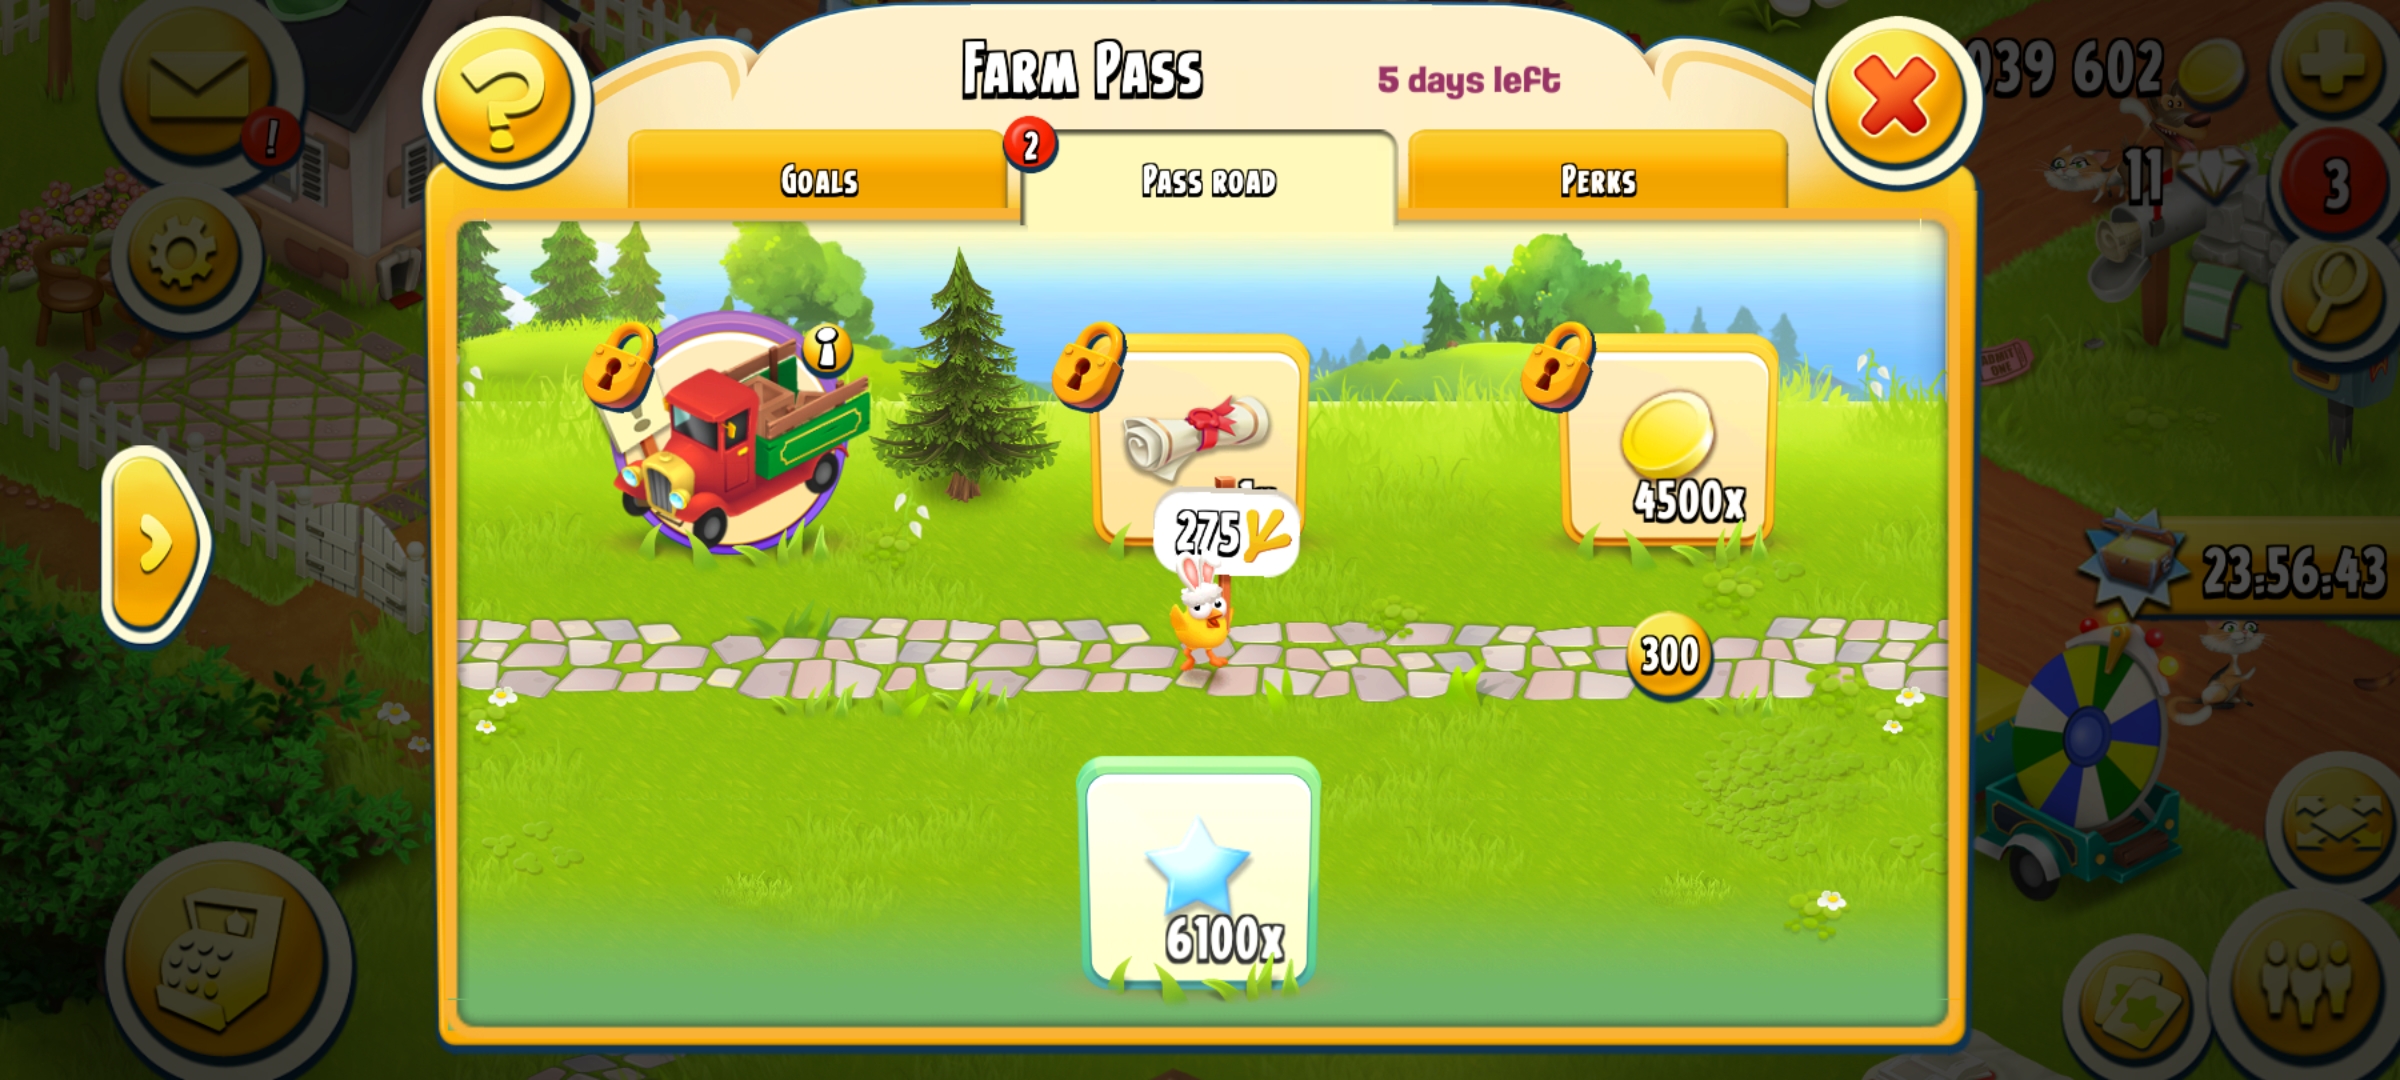 FARM PASS
5 days left
039 602
!
2
GOALS
PASS ROAD
PERKS
11
3
4500x
275
23:56:43
300
6100x